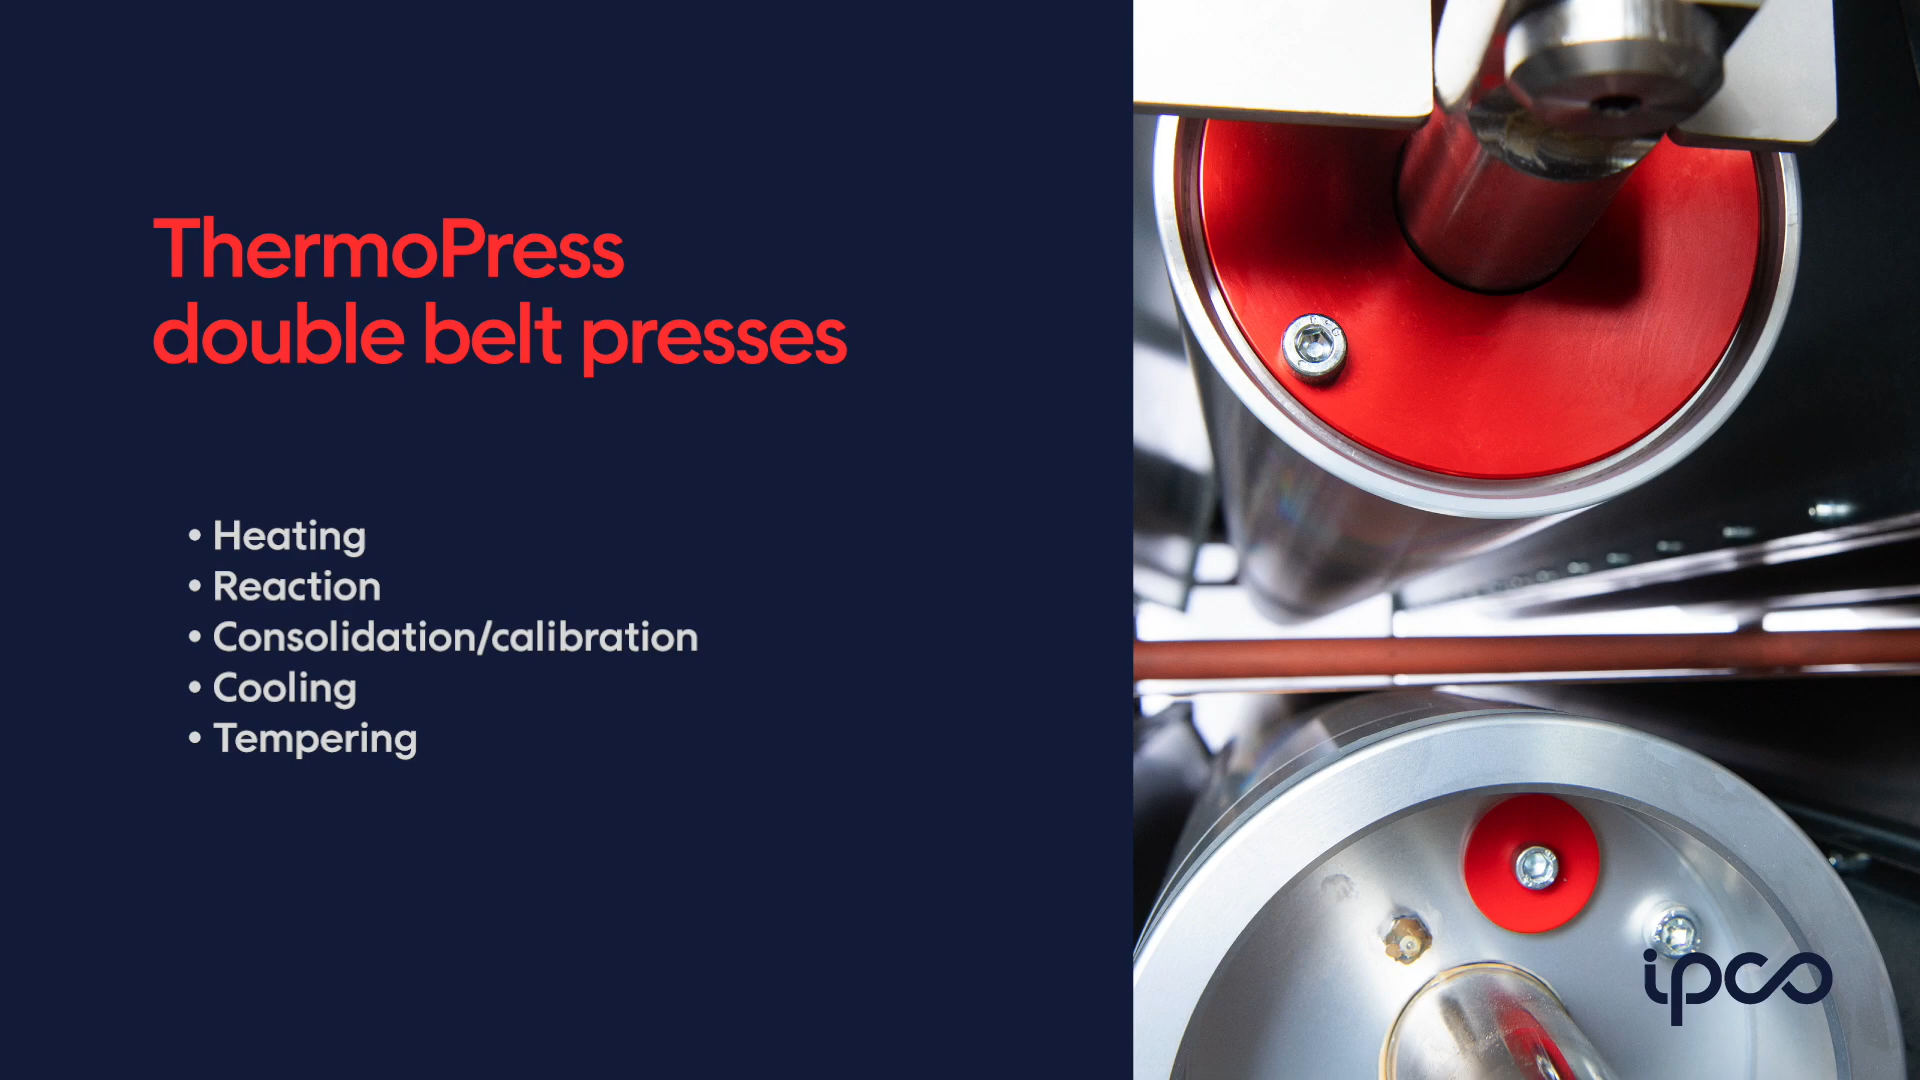 ThermoPress
double belt presses
• Heating
• Reaction
• Consolidation/calibration
• Cooling
• Tempering
ipco